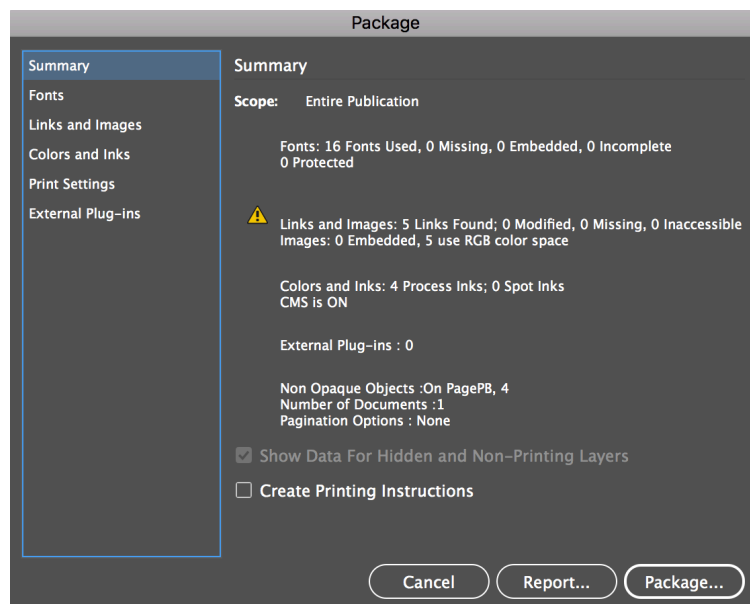 Package
Summary
Fonts
Links and Images
Colors and Inks
Print Settings
External Plug-ins
Summary
Scope: Entire Publication
Fonts: 16 Fonts Used, 0 Missing, 0 Embedded, 0 Incomplete
0 Protected
Links and Images: 5 Links Found; 0 Modified, 0 Missing, 0 Inaccessible
Images: 0 Embedded, 5 use RGB color space
Colors and Inks: 4 Process Inks; 0 Spot Inks
CMS is ON
External Plug-ins : 0
Non Opaque Objects :On PagePB, 4
Number of Documents :1
Pagination Options : None
Show Data For Hidden and Non-Printing Layers
Create Printing Instructions
Cancel
Report...
Package...